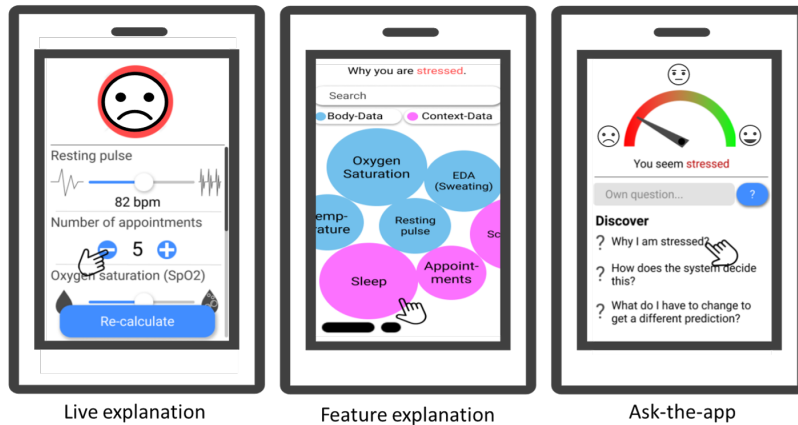 Resting pulse
82 bpm
Number of appointments
5
Oxygen saturation (SpO2)
Re-calculate
Live explanation
Why you are stressed.
Search
Body-Data
Context-Data
Oxygen
Saturation
EDA
(Sweating)
emp-
rature
Resting
pulse
Sc
Sleep
Appoint-
ments
Feature explanation
You seem stressed
Own question...
?
Discover
? Why I am stressed?
? How does the system decide
this?
? What do I have to change to
get a different prediction?
Ask-the-app